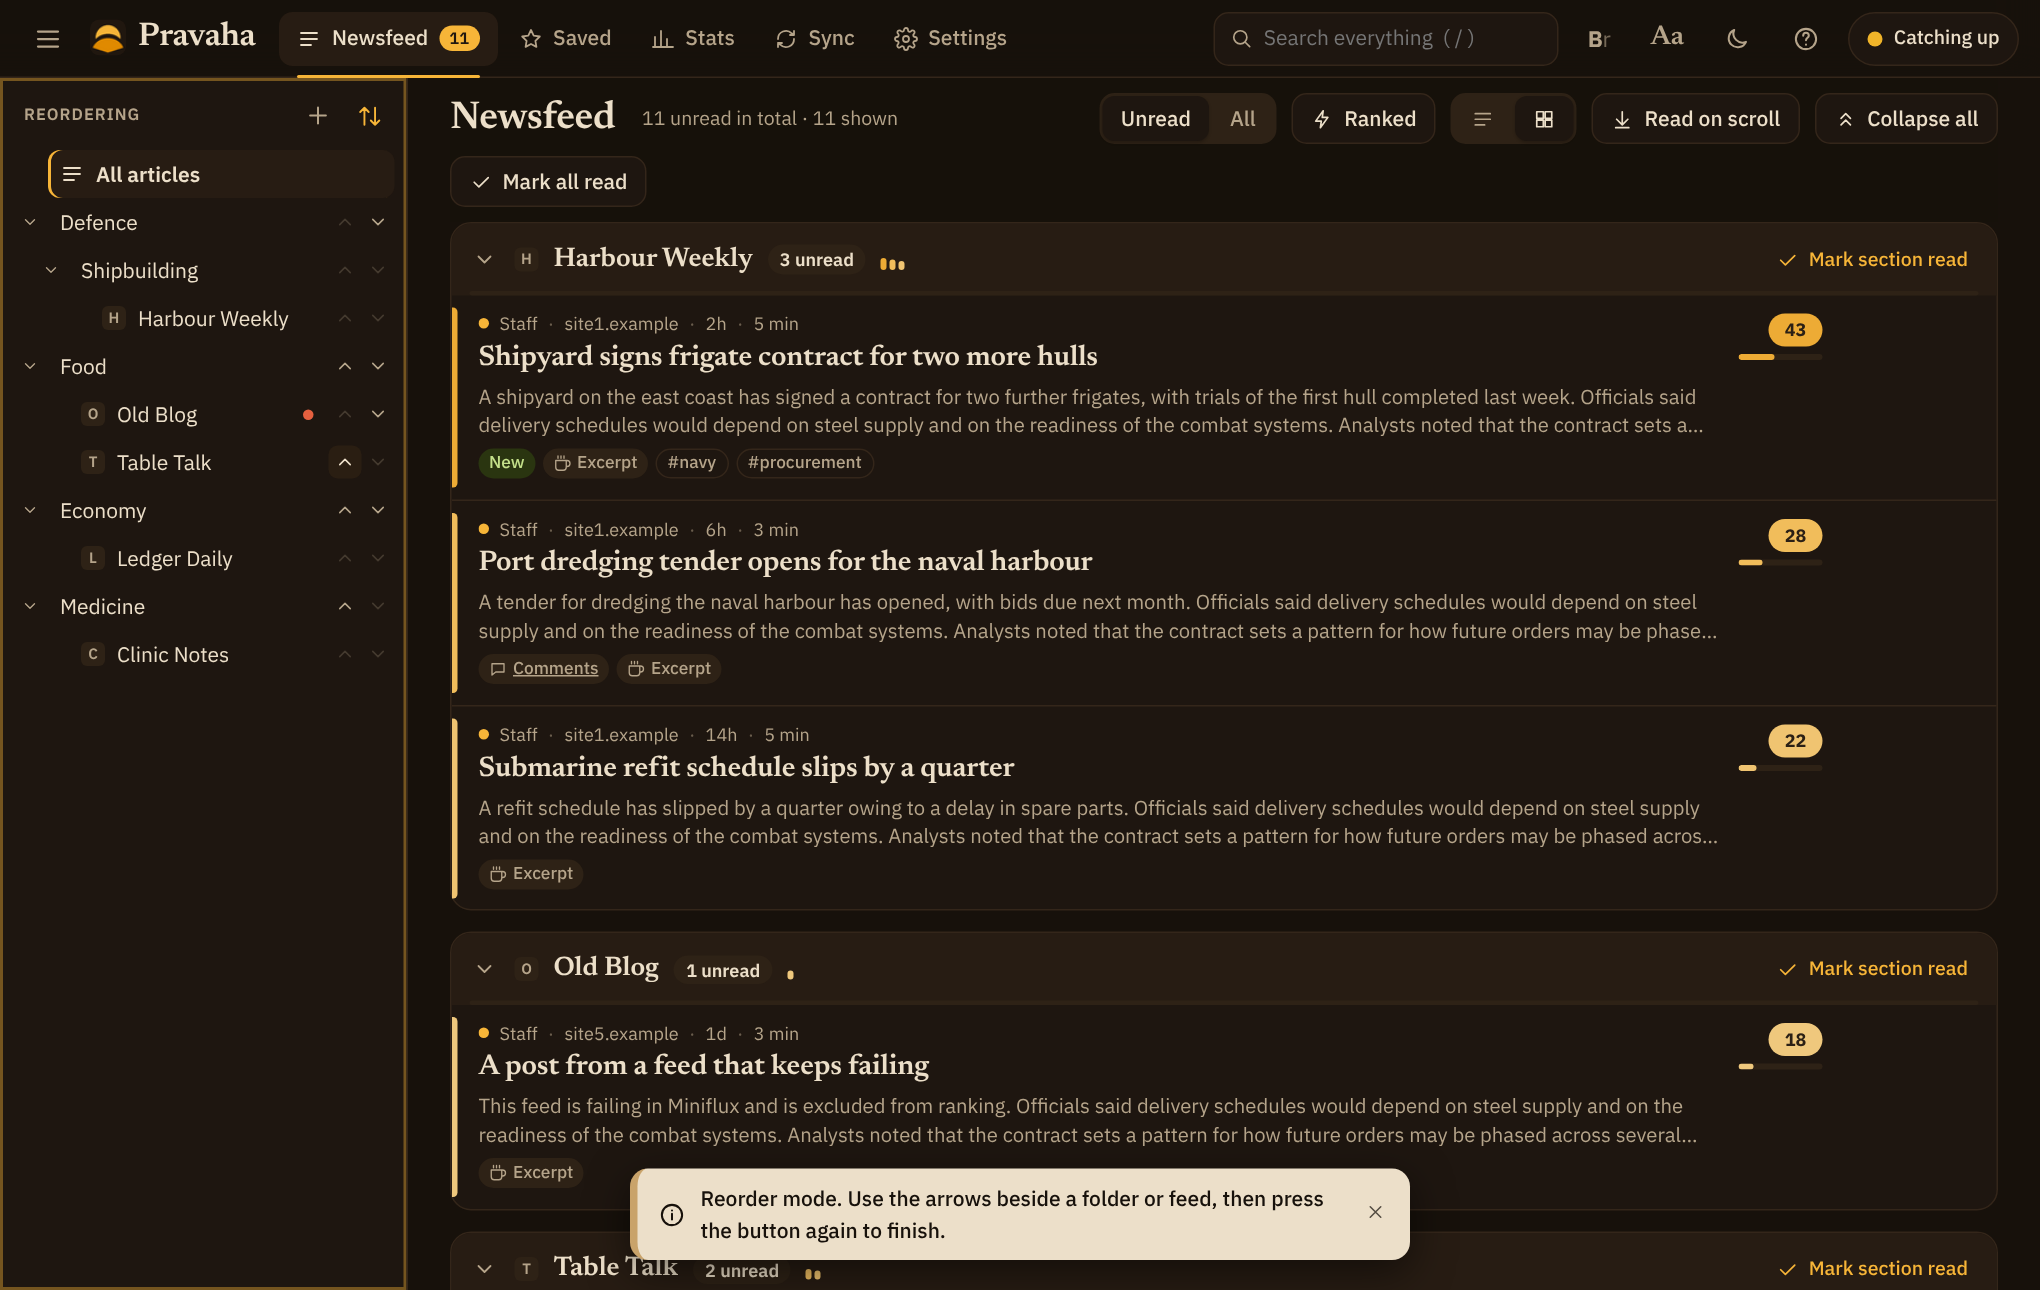 Pravaha
Newsfeed 11
Saved
Stats
Sync
Settings
Search everything (/)
Br
Aa
Catching up
REORDERING
All articles
Defence
Shipbuilding
H Harbour Weekly
Food
O Old Blog
T Table Talk
Economy
L Ledger Daily
Medicine
C Clinic Notes
Newsfeed
11 unread in total · 11 shown
Unread All
Ranked
Read on scroll
Collapse all
Mark all read
H Harbour Weekly 3 unread
Mark section read
Staff · site1.example · 2h · 5 min
43
Shipyard signs frigate contract for two more hulls
A shipyard on the east coast has signed a contract for two further frigates, with trials of the first hull completed last week. Officials said
delivery schedules would depend on steel supply and on the readiness of the combat systems. Analysts noted that the contract sets a...
New Excerpt #navy #procurement
Staff · site1.example · 6h · 3 min
28
Port dredging tender opens for the naval harbour
A tender for dredging the naval harbour has opened, with bids due next month. Officials said delivery schedules would depend on steel
supply and on the readiness of the combat systems. Analysts noted that the contract sets a pattern for how future orders may be phase...
Comments Excerpt
Staff · site1.example · 14h · 5 min
22
Submarine refit schedule slips by a quarter
A refit schedule has slipped by a quarter owing to a delay in spare parts. Officials said delivery schedules would depend on steel supply
and on the readiness of the combat systems. Analysts noted that the contract sets a pattern for how future orders may be phased acros...
Excerpt
O Old Blog 1 unread
Mark section read
Staff · site5.example · 1d · 3 min
18
A post from a feed that keeps failing
This feed is failing in Miniflux and is excluded from ranking. Officials said delivery schedules would depend on steel supply and on the
readiness of the combat systems. Analysts noted that the contract sets a pattern for how future orders may be phased across several...
Excerpt
Reorder mode. Use the arrows beside a folder or feed, then press
the button again to finish.
T Table Talk 2 unread
Mark section read